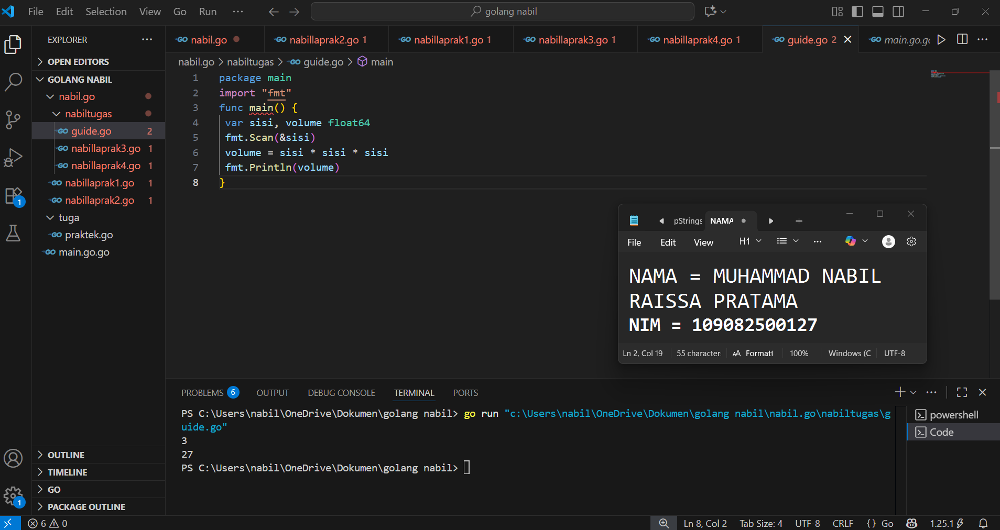 File Edit Selection View Go Run ··· golang nabil
EXPLORER ···
OPEN EDITORS
GOLANG NABIL
nabil.go
nabiltugas
guide.go 2
nabillaprak3.go 1
nabillaprak4.go 1
nabillaprak1.go 1
nabillaprak2.go 1
tuga
praktek.go
main.go.go
OUTLINE
TIMELINE
GO
PACKAGE OUTLINE
1
1
nabil.go nabillaprak2.go 1 nabillaprak1.go 1 nabillaprak3.go 1 nabillaprak4.go 1 guide.go 2 main.go.go
nabil.go > nabiltugas > guide.go > main
1 package main
2 import "fmt"
3 func main() {
4 var sisi, volume float64
5 fmt.Scan(&sisi)
6 volume = sisi * sisi * sisi
7 fmt.Println(volume)
8 }
pStrings NAMA
File Edit View H1 ···
NAMA = MUHAMMAD NABIL
RAISSA PRATAMA
NIM = 109082500127
Ln 2, Col 19 55 characters Formatt 100% Windows (C UTF-8
PROBLEMS 6 OUTPUT DEBUG CONSOLE TERMINAL PORTS
PS C:\Users\nabil\OneDrive\Dokumen\golang nabil> go run "c:\Users\nabil\OneDrive\Dokumen\golang nabil\nabil.go\nabiltugas\g
uide.go"
3
27
PS C:\Users\nabil\OneDrive\Dokumen\golang nabil>
powershell
Code
6 0 Ln 8, Col 2 Tab Size: 4 UTF-8 CRLF {} Go 1.25.1